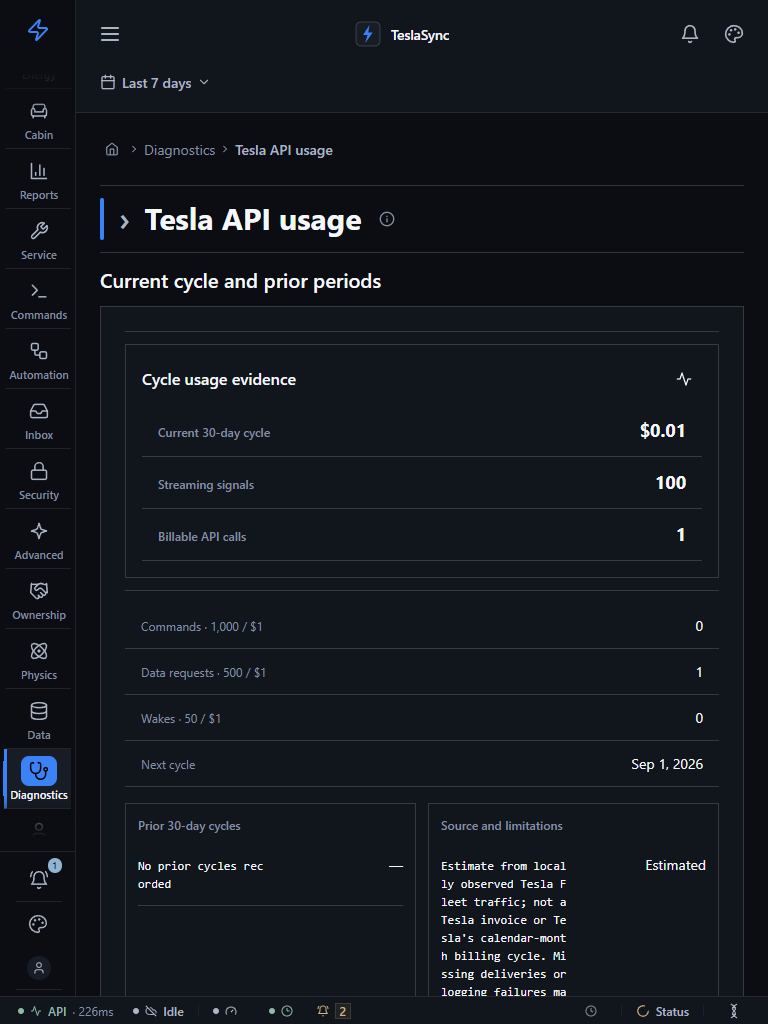 TeslaSync
Last 7 days
Energy
Cabin
Reports
Service
Commands
Automation
Inbox
Security
Advanced
Ownership
Physics
Data
Diagnostics
1
Diagnostics
Tesla API usage
Tesla API usage
Current cycle and prior periods
Cycle usage evidence
Current 30-day cycle $0.01
Streaming signals 100
Billable API calls 1
Commands · 1,000 / $1 0
Data requests · 500 / $1 1
Wakes · 50 / $1 0
Next cycle Sep 1, 2026
Prior 30-day cycles
No prior cycles rec —
orded
Source and limitations
Estimate from local Estimated
ly observed Tesla F
leet traffic; not a
Tesla invoice or Te
sla's calendar-mont
h billing cycle. Mi
ssing deliveries or
logging failures ma
API · 226ms
Idle
2
Status